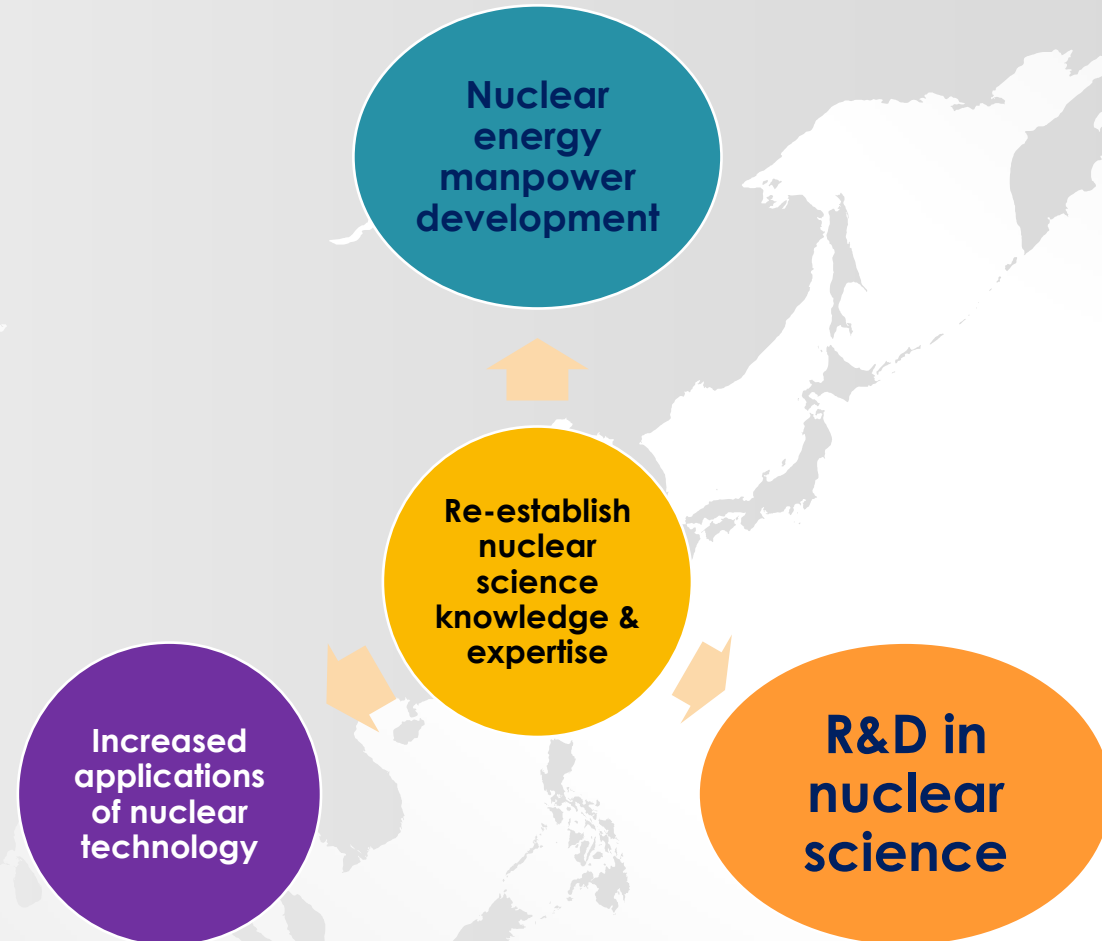 Nuclear
energy
manpower
development
Re-establish
nuclear
science
knowledge &
expertise
Increased
applications
of nuclear
technology
R&D in
nuclear
science